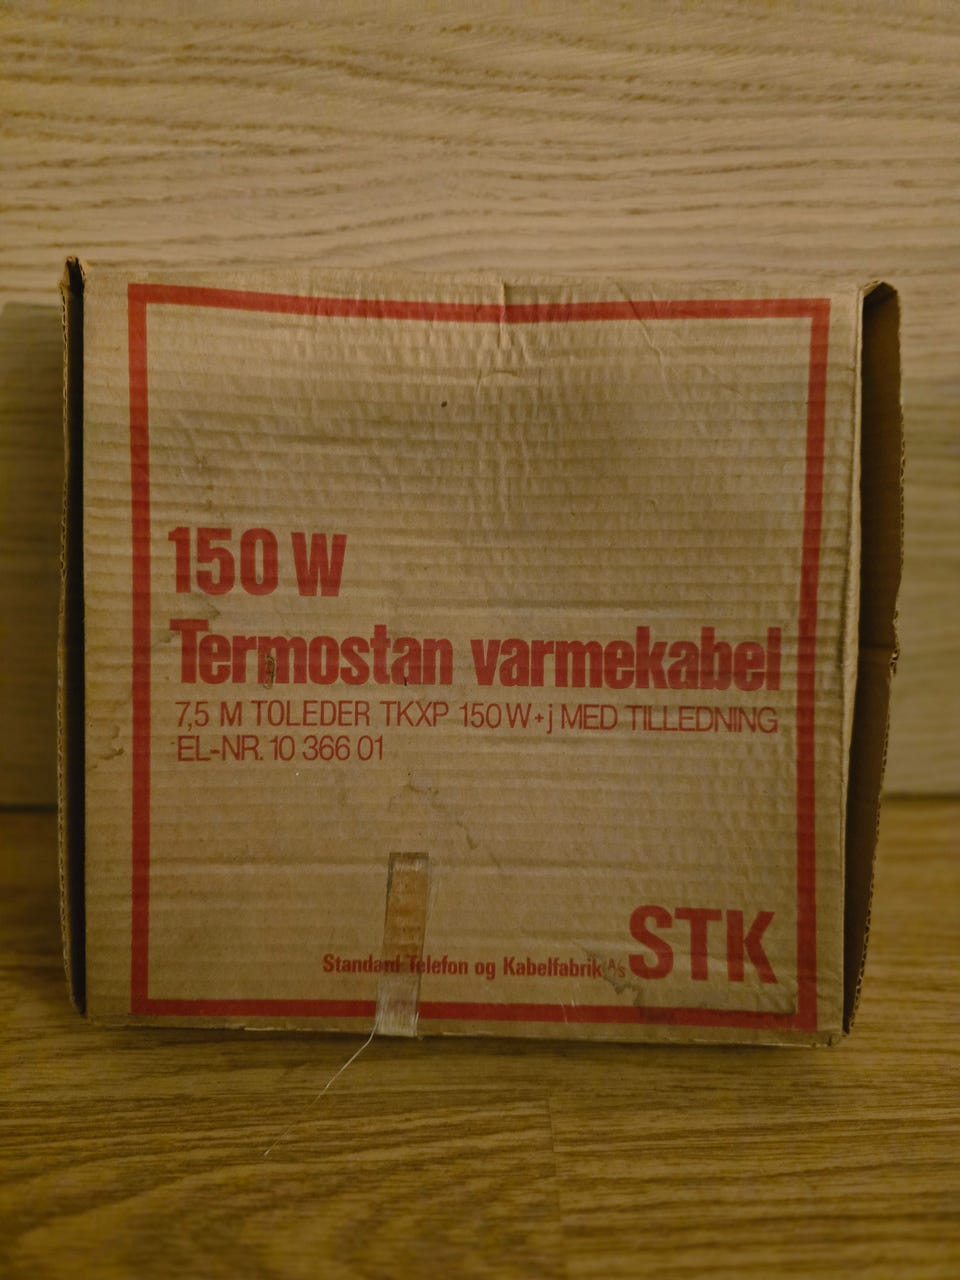 150 W
Termostan varmekabel
7,5 M TOLEDER TKXP 150 W + j MED TILLEDNING
EL-NR. 10 366 01
Standard Telefon og Kabelfabrik A/s STK